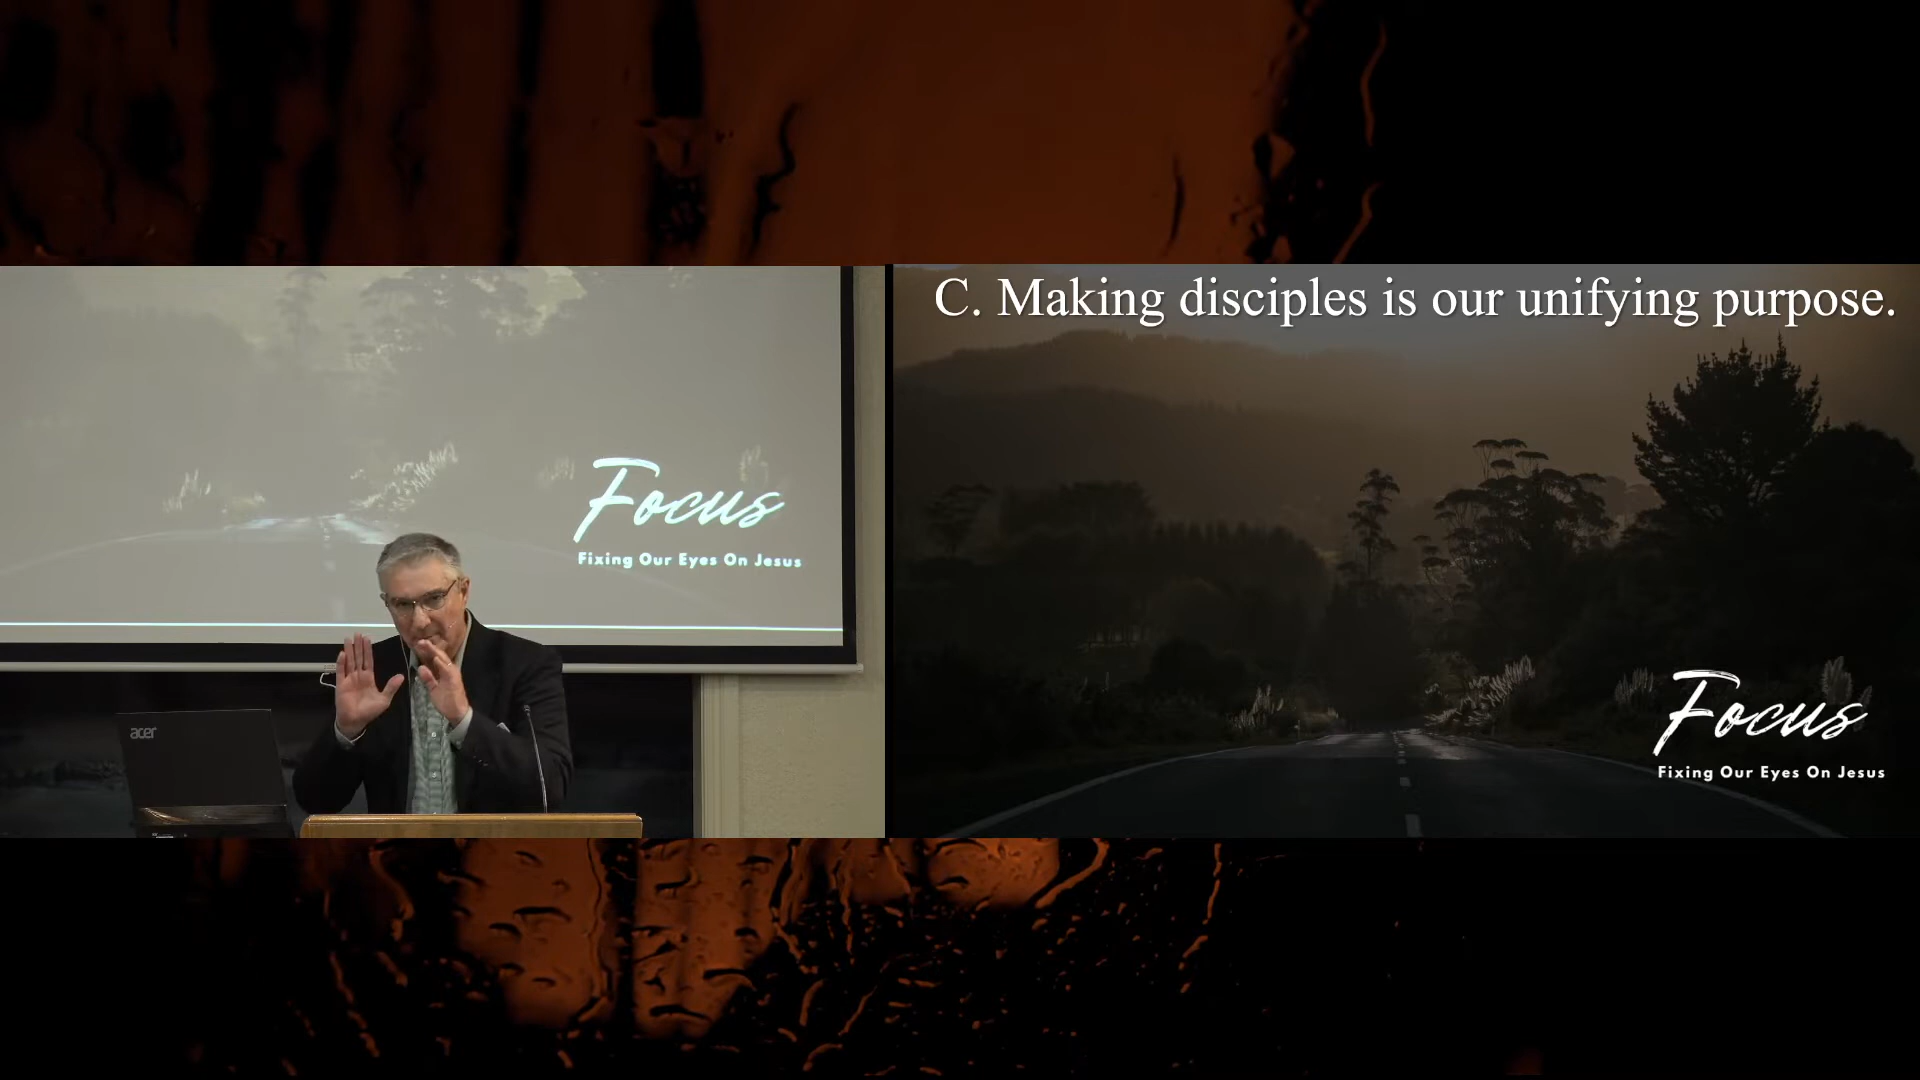 Focus
Fixing Our Eyes On Jesus
acer
C. Making disciples is our unifying purpose.
Focus
Fixing Our Eyes On Jesus